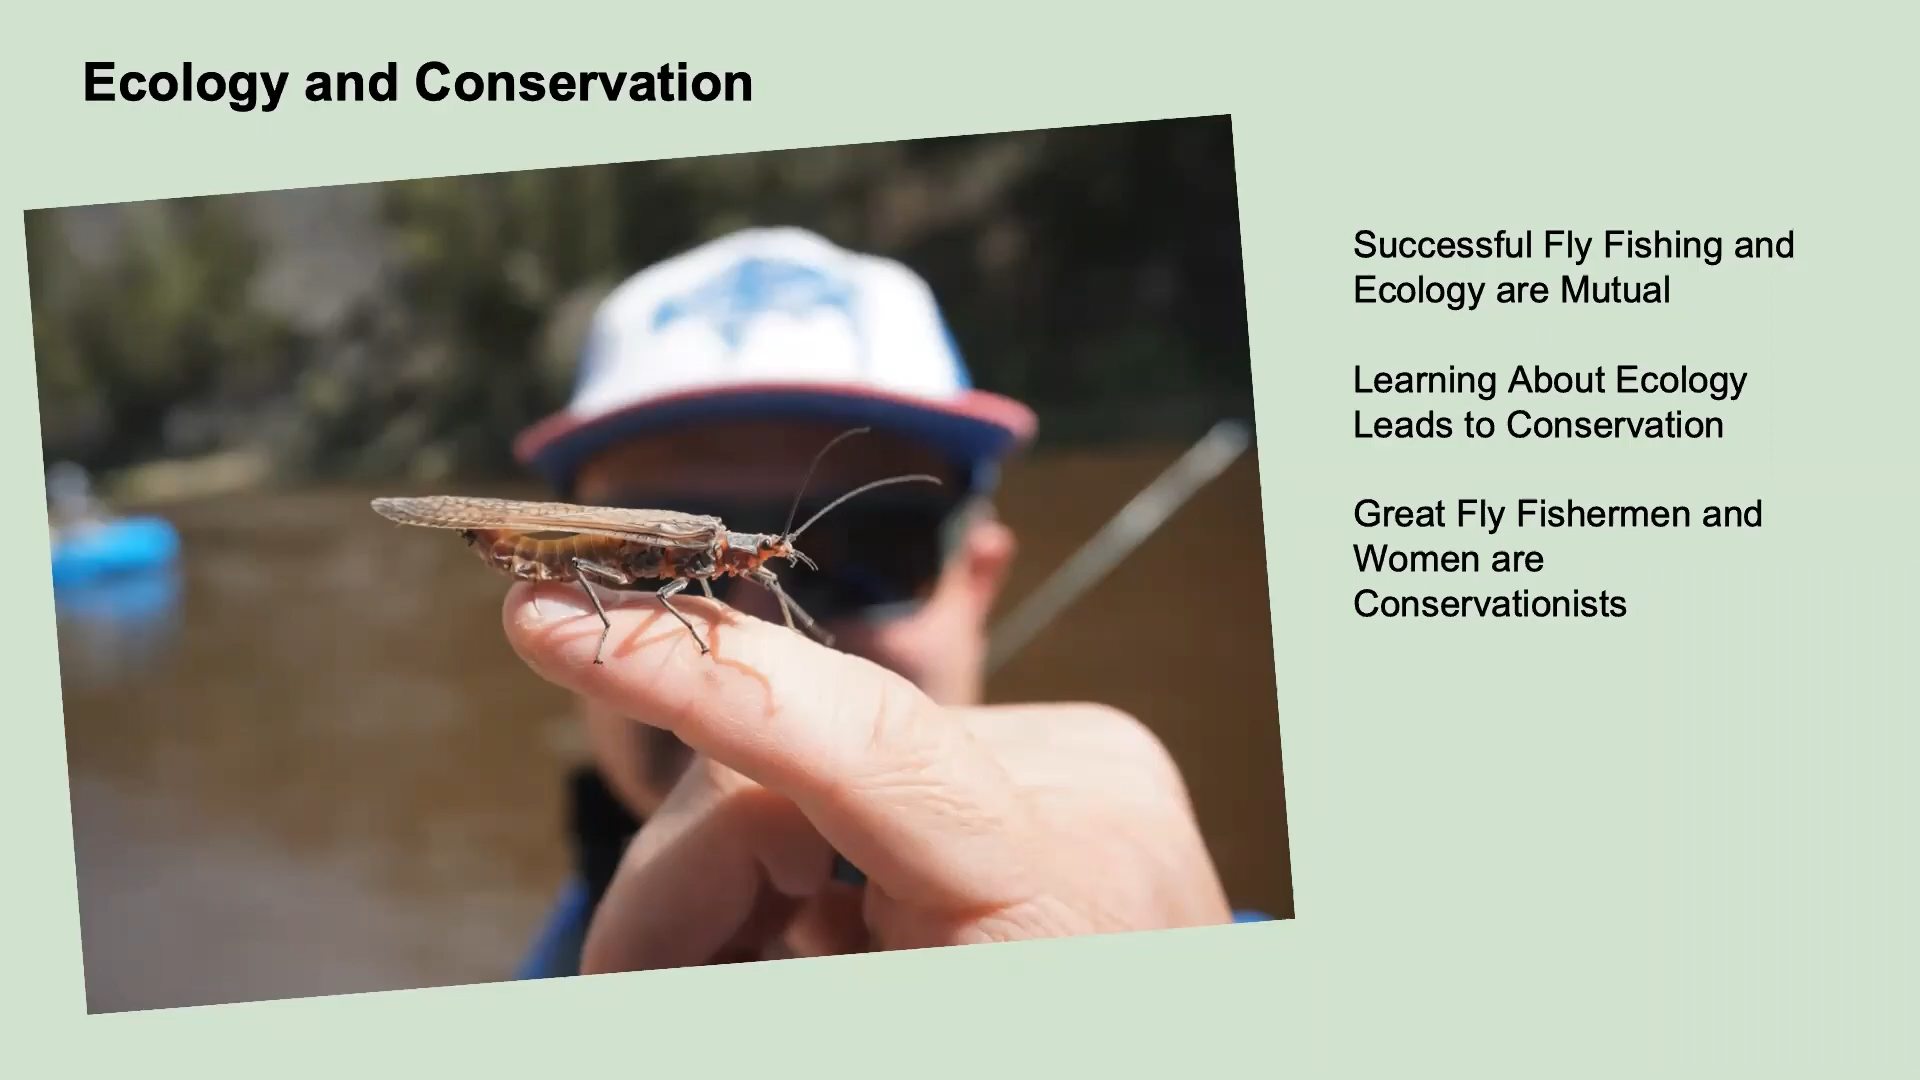 Ecology and Conservation
Successful Fly Fishing and
Ecology are Mutual
Learning About Ecology
Leads to Conservation
Great Fly Fishermen and
Women are
Conservationists